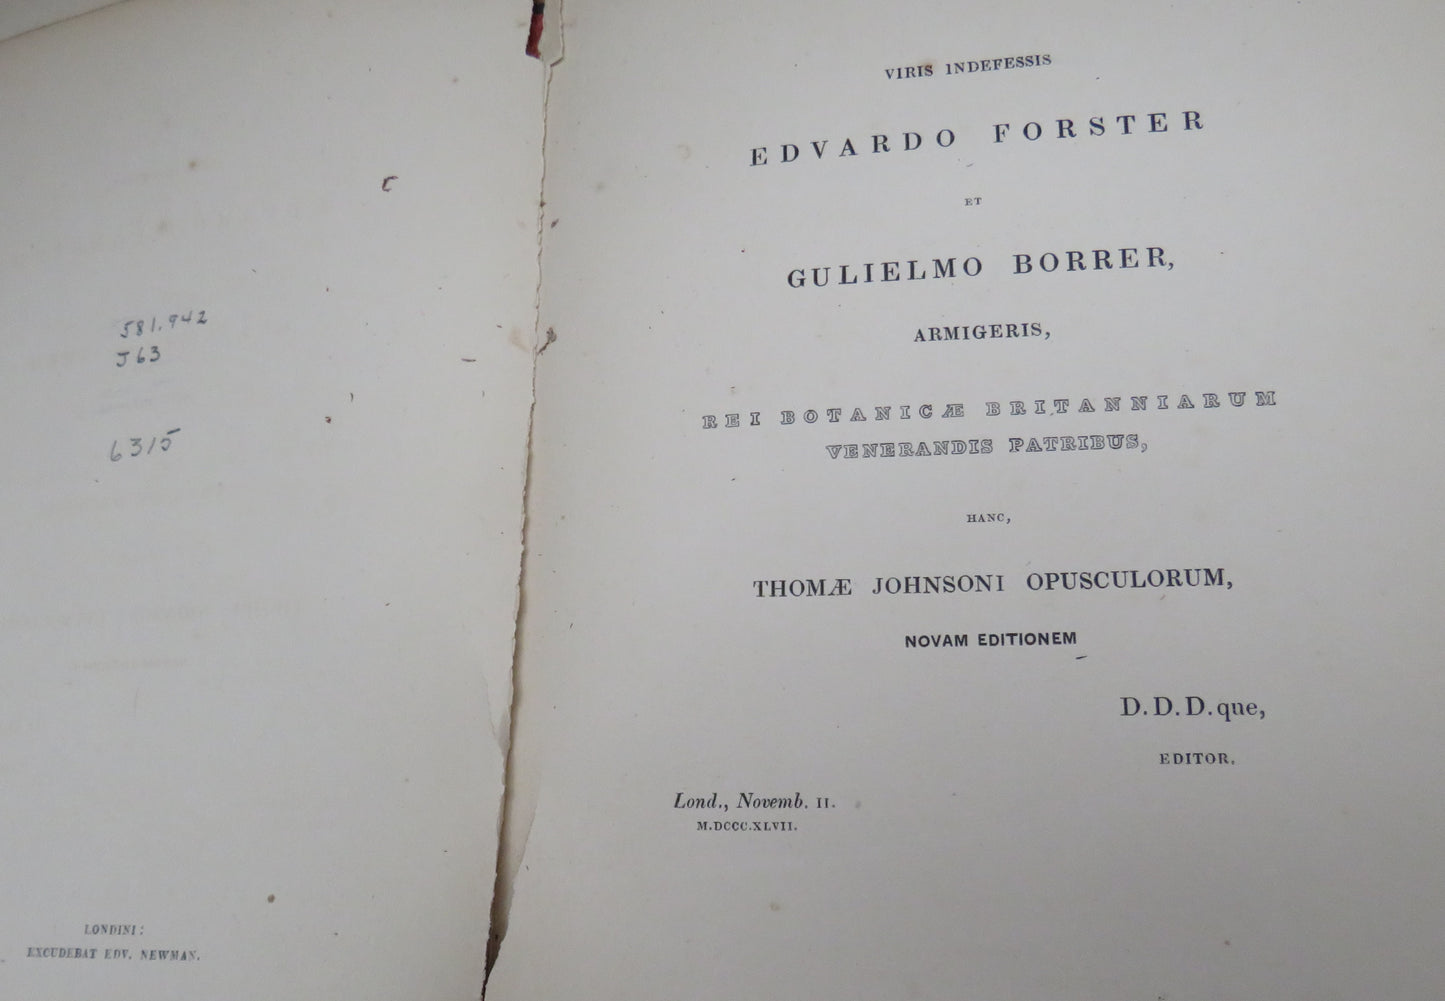 C
581.942
J63
6315
LONDINI:
EXCUDEBAT EDV. NEWMAN.
VIRIS INDEFESSIS
EDVARDO FORSTER
ET
GULIELMO BORRER,
ARMIGERIS,
REI BOTANICÆ BRITANNIARUM
VENERANDIS PATRIBUS,
HANC,
THOMÆ JOHNSONI OPUSCULORUM,
NOVAM EDITIONEM
D.D.D.que,
EDITOR.
Lond., Novemb. II.
M.DCCC.XLVII.